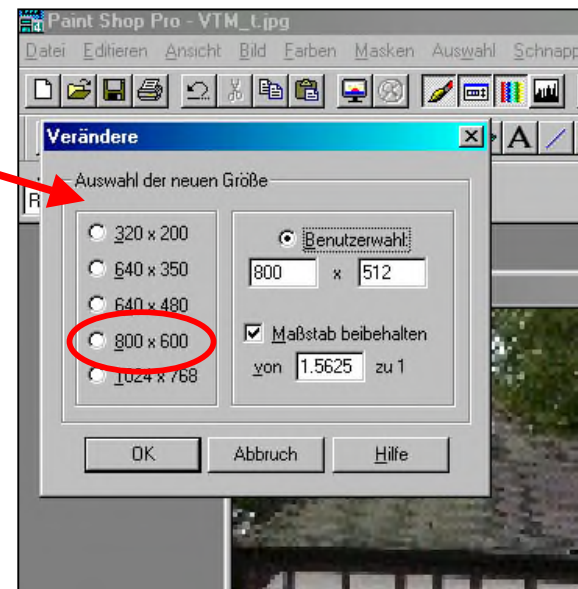 Paint Shop Pro - VTM_t.jpg
Datei Editieren Ansicht Bild Farben Masken Auswahl Schnapp
A
Verändere
R
Auswahl der neuen Größe
320 x 200
640 x 350
640 x 480
800 x 600
1024 x 768
Benutzerwahl:
800 x 512
Maßstab beibehalten
von 1.5625 zu 1
OK Abbruch Hilfe